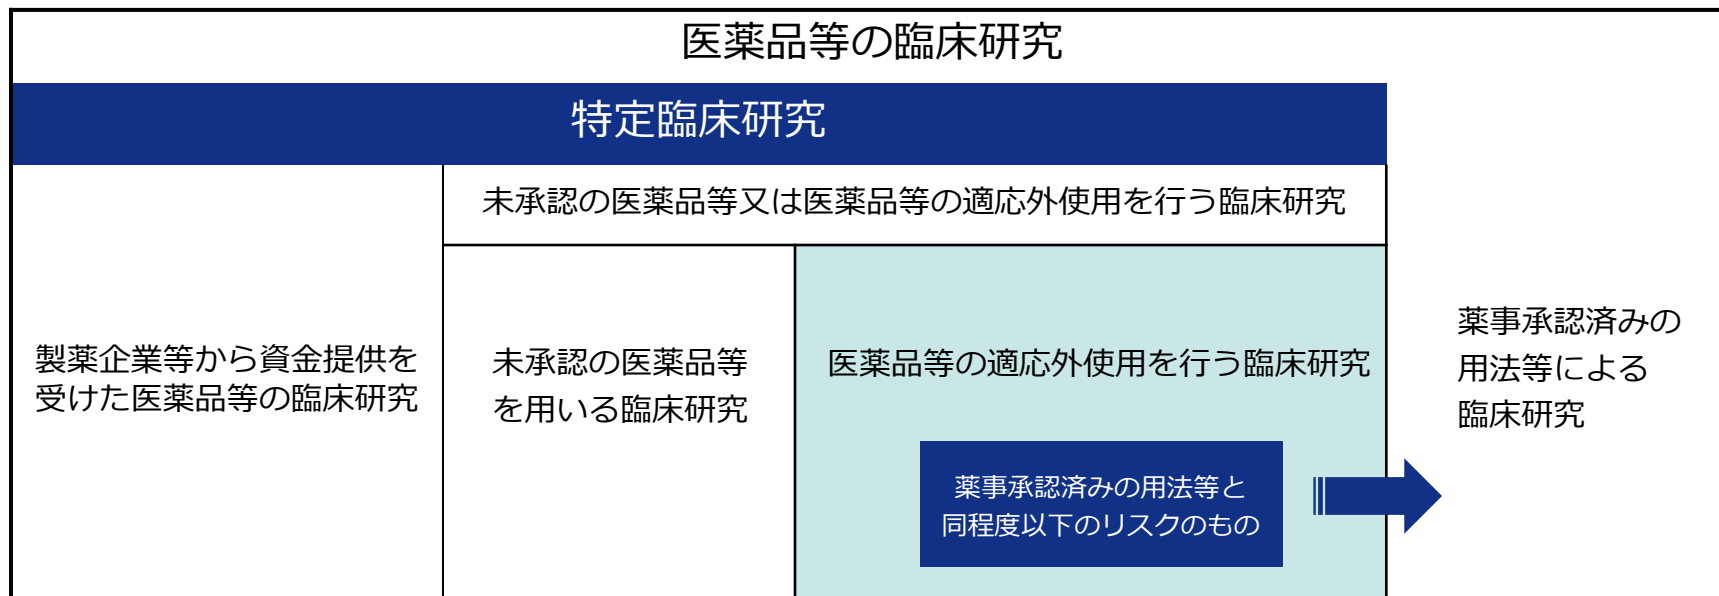 医薬品等の臨床研究
特定臨床研究
未承認の医薬品等又は医薬品等の適応外使用を行う臨床研究
製薬企業等から資金提供を
受けた医薬品等の臨床研究
未承認の医薬品等
を用いる臨床研究
医薬品等の適応外使用を行う臨床研究
薬事承認済みの用法等と
同程度以下のリスクのもの
薬事承認済みの
用法等による
臨床研究